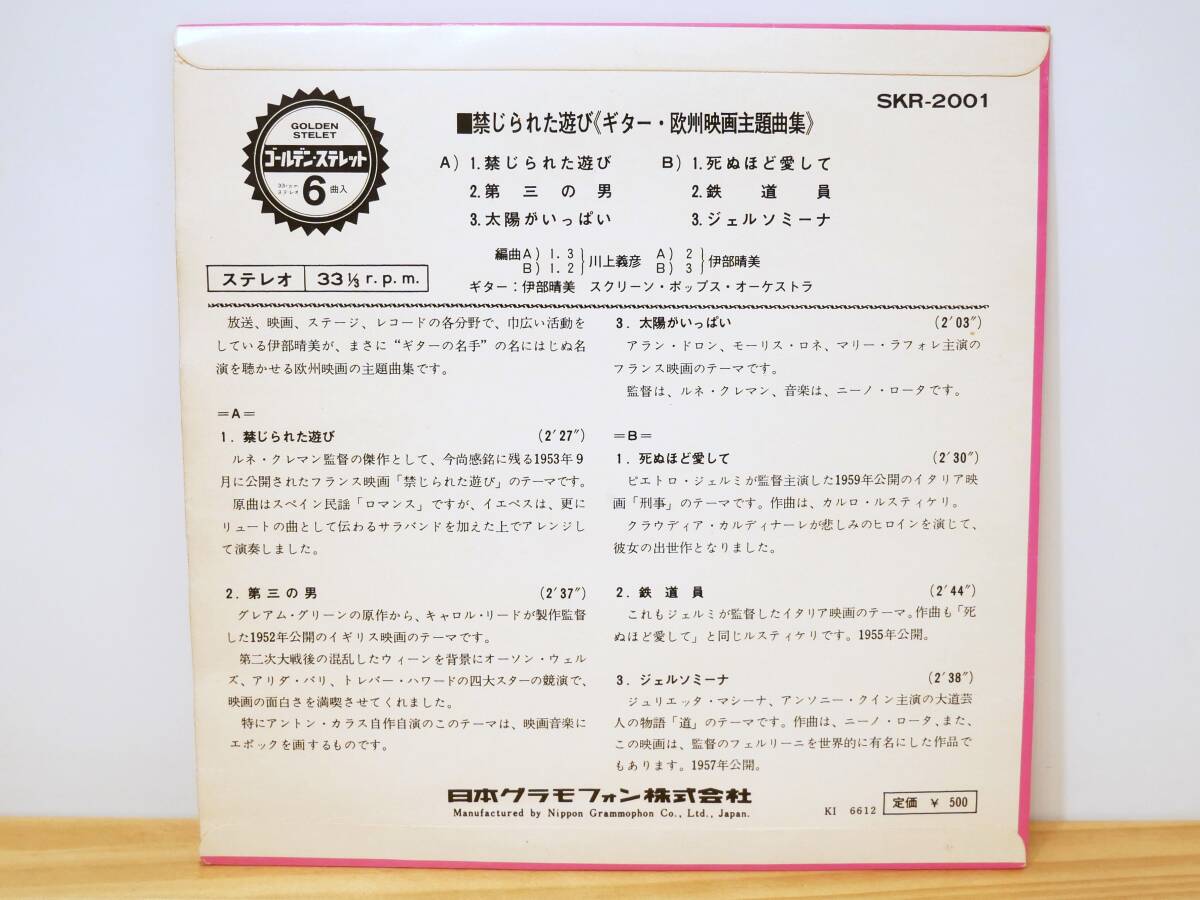 SKR-2001
GOLDEN
STELET
ゴールデン・ステレット
33⅓rpm
ステレオ
6曲入
ステレオ 33 1/3 r.p.m.
■禁じられた遊び《ギター・欧州映画主題曲集》
A) 1.禁じられた遊び
2.第三の男
3.太陽がいっぱい
B) 1.死ぬほど愛して
2.鉄道員
3.ジェルソミーナ
編曲 A) 1. 3 B) 1. 2 }川上義彦 A) 2 B) 3 }伊部晴美
ギター：伊部晴美 スクリーン・ポップス・オーケストラ
放送、映画、ステージ、レコードの各分野で、巾広い活動を
している伊部晴美が、まさに“ギターの名手”の名にはじぬ名
演を聴かせる欧州映画の主題曲集です。
=A=
1. 禁じられた遊び (2′27″)
ルネ・クレマン監督の傑作として、今尚感銘に残る1953年9
月に公開されたフランス映画「禁じられた遊び」のテーマです。
原曲はスペイン民謡「ロマンス」ですが、イエペスは、更に
リュートの曲として伝わるサラバンドを加えた上でアレンジし
て演奏しました。
2. 第三の男 (2′37″)
グレアム・グリーンの原作から、キャロル・リードが製作監督
した1952年公開のイギリス映画のテーマです。
第二次大戦後の混乱したウィーンを背景にオーソン・ウェル
ズ、アリダ・バリ、トレバー・ハワードの四大スターの競演で、
映画の面白さを満喫させてくれました。
特にアントン・カラス自作自演のこのテーマは、映画音楽に
エポックを画するものです。
3. 太陽がいっぱい (2′03″)
アラン・ドロン、モーリス・ロネ、マリー・ラフォレ主演の
フランス映画のテーマです。
監督は、ルネ・クレマン、音楽は、ニーノ・ロータです。
=B=
1. 死ぬほど愛して (2′30″)
ピエトロ・ジェルミが監督主演した1959年公開のイタリア映
画「刑事」のテーマです。作曲は、カルロ・ルスティケリ。
クラウディア・カルディナーレが悲しみのヒロインを演じて、
彼女の出世作となりました。
2. 鉄道員 (2′44″)
これもジェルミが監督したイタリア映画のテーマ。作曲も「死
ぬほど愛して」と同じルスティケリです。1955年公開。
3. ジェルソミーナ (2′38″)
ジュリエッタ・マシーナ、アンソニー・クイン主演の大道芸
人の物語「道」のテーマです。作曲は、ニーノ・ロータ、また、
この映画は、監督のフェルリーニを世界的に有名にした作品で
もあります。1957年公開。
日本グラモフォン株式会社
Manufactured by Nippon Grammophon Co., Ltd., Japan.
KI 6612 定価 ¥ 500